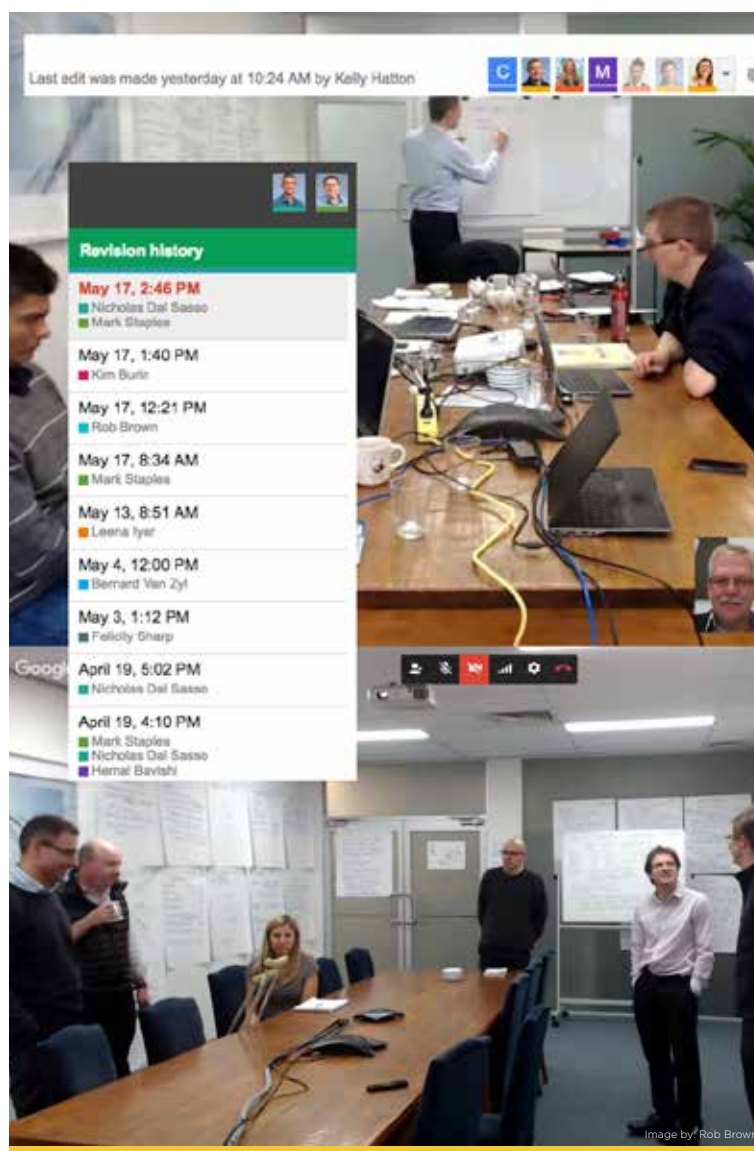 Last edit was made yesterday at 10:24 AM by Kelly Hatton
C
M
Revision history
May 17, 2:46 PM
Nicholas Dal Sasso
Mark Staples
May 17, 1:40 PM
Kim Burin
May 17, 12:21 PM
Rob Brown
May 17, 8:34 AM
Mark Staples
May 13, 8:51 AM
Leena Iyer
May 4, 12:00 PM
Bernard Van Zyl
May 3, 1:12 PM
Felicity Sharp
Googl
April 19, 5:02 PM
Nicholas Dal Sasso
April 19, 4:10 PM
Mark Staples
Nicholas Dal Sasso
Hemal Bavishi
Image by: Rob Brown